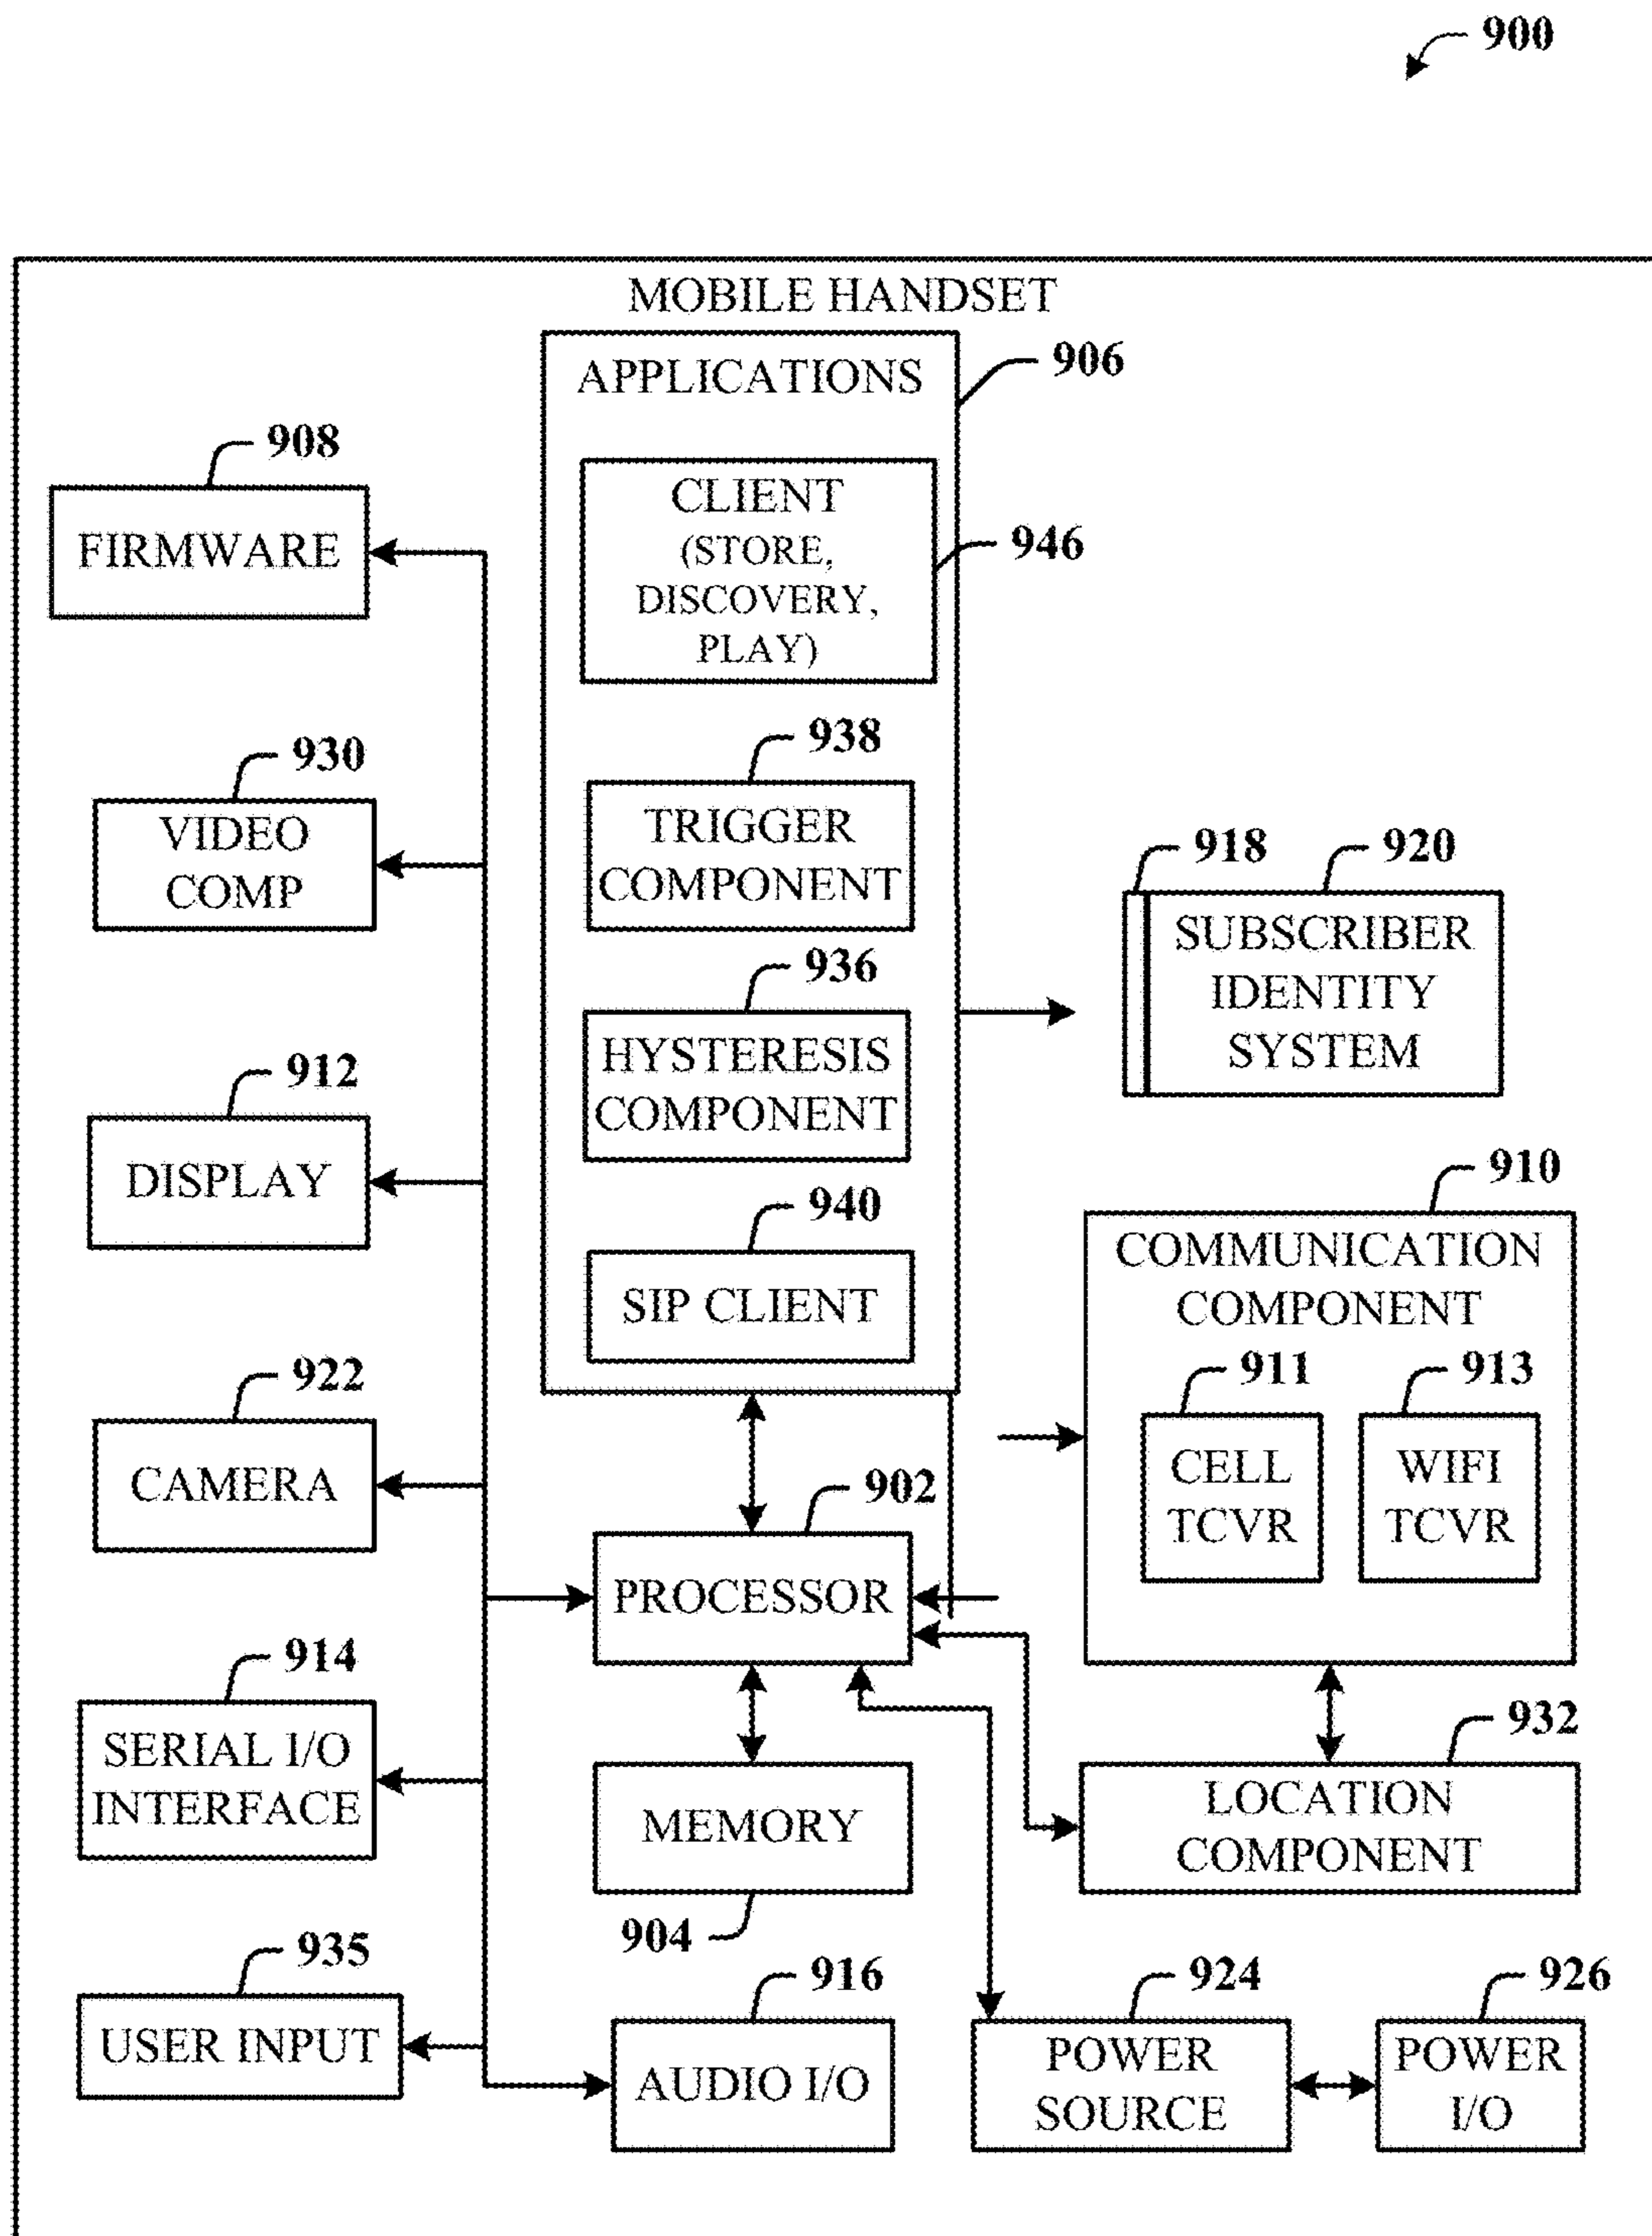 900
MOBILE HANDSET
APPLICATIONS
906
CLIENT
(STORE,
DISCOVERY,
PLAY)
946
938
TRIGGER
COMPONENT
936
HYSTERESIS
COMPONENT
940
SIP CLIENT
908
FIRMWARE
930
VIDEO
COMP
912
DISPLAY
922
CAMERA
914
SERIAL I/O
INTERFACE
935
USER INPUT
902
PROCESSOR
MEMORY
904
916
AUDIO I/O
918
920
SUBSCRIBER
IDENTITY
SYSTEM
910
COMMUNICATION
COMPONENT
911
CELL
TCVR
913
WIFI
TCVR
932
LOCATION
COMPONENT
924
POWER
SOURCE
926
POWER
I/O